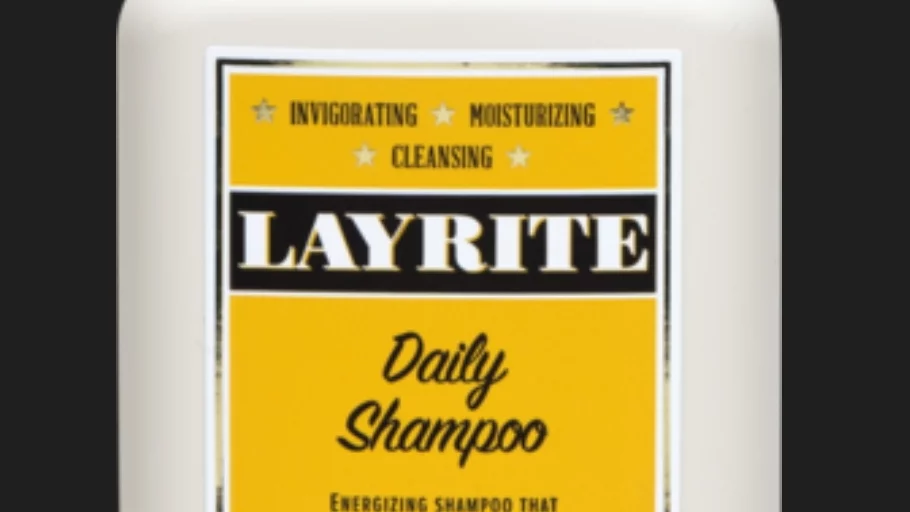 INVIGORATING MOISTURIZING
CLEANSING
LAYRITE
Daily
Shampoo
ENERGIZING SHAMPOO THAT